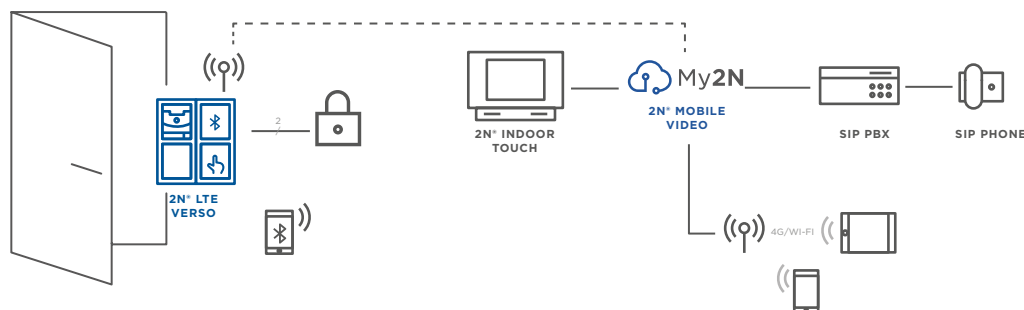 My2N
2
2N® LTE
VERSO
2N® INDOOR
TOUCH
2N® MOBILE
VIDEO
SIP PBX
SIP PHONE
4G/WI-FI